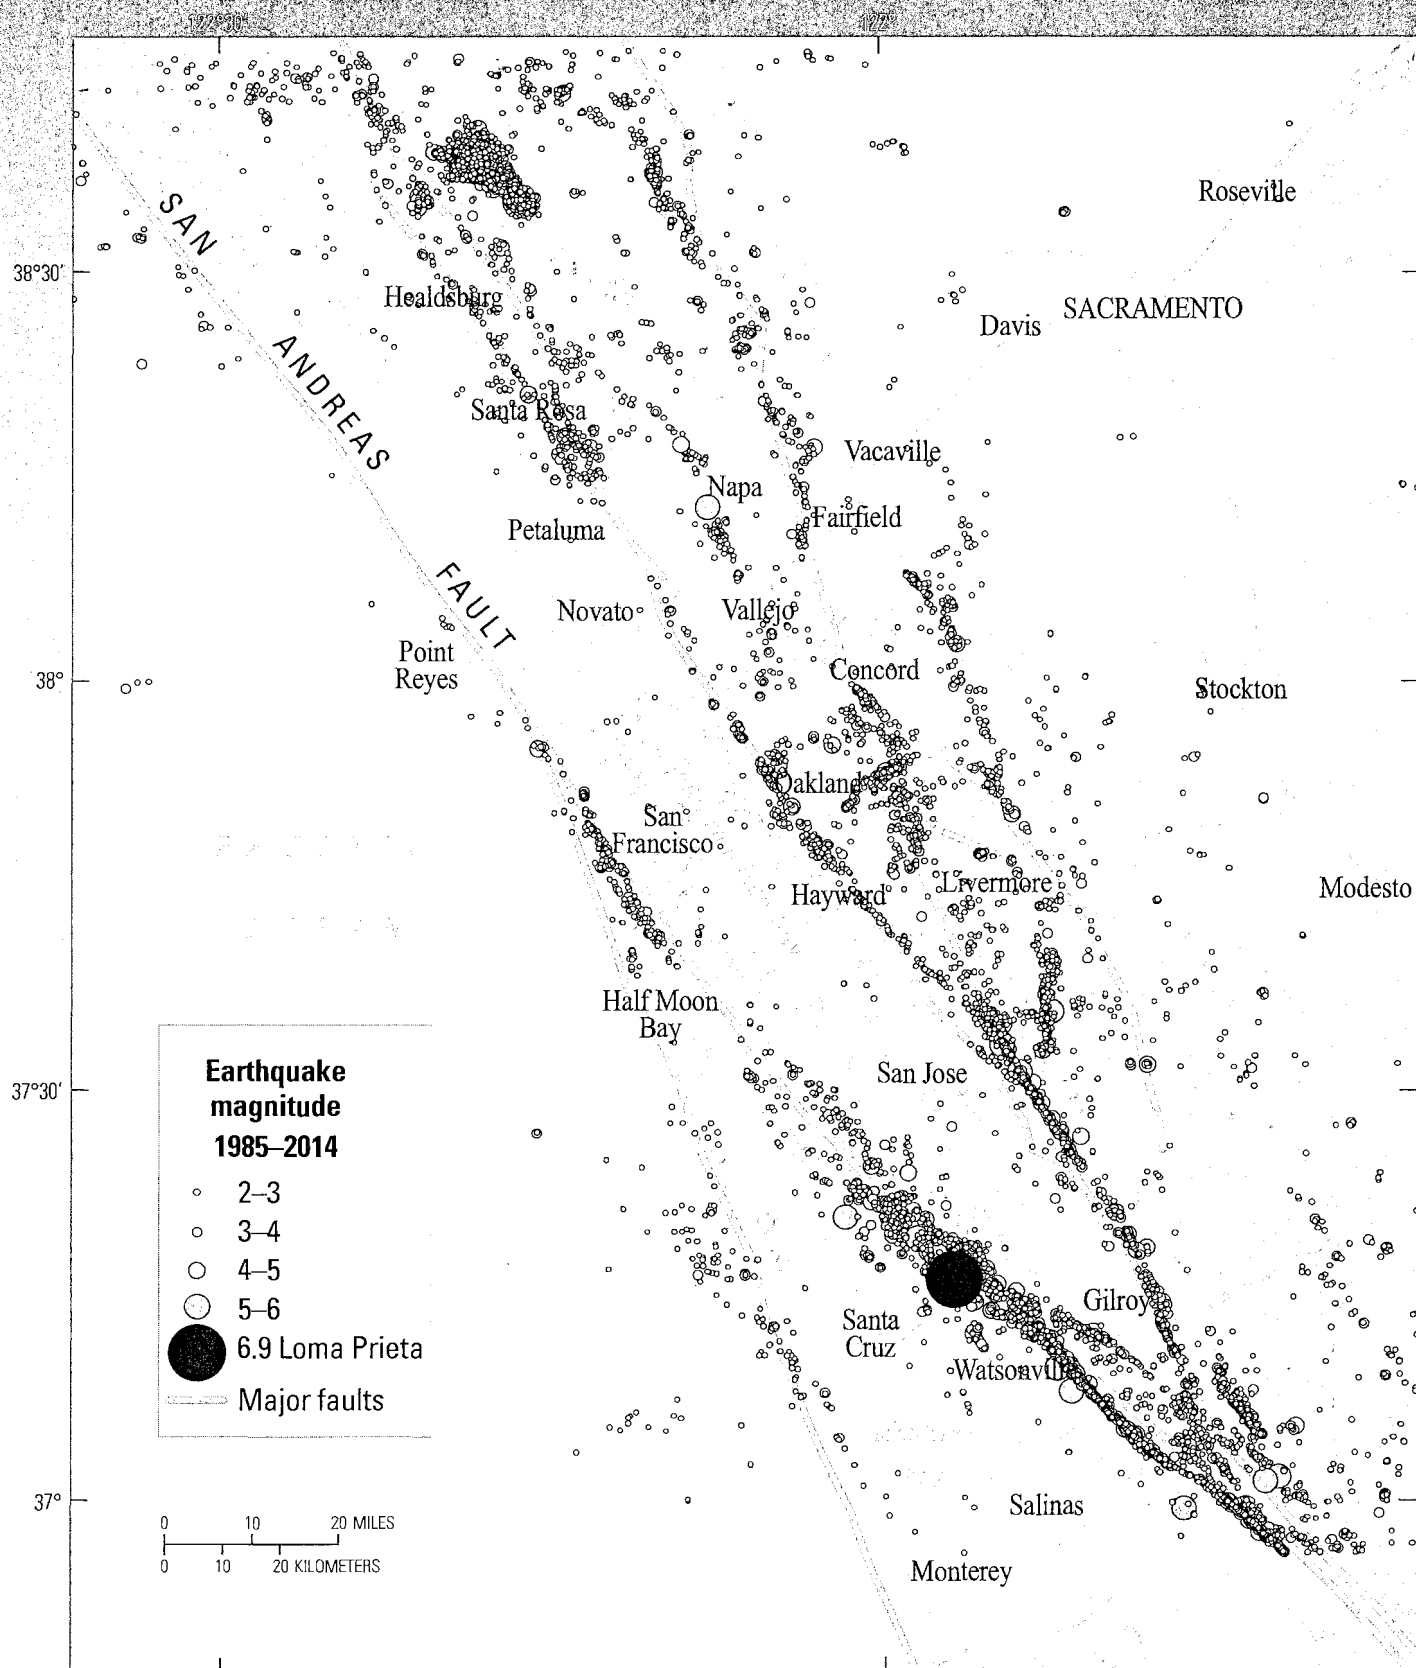 122°30'
122°
SAN
Roseville
38°30'
Healdsburg
SACRAMENTO
Davis
ANDREAS
Santa Rosa
Vacaville
Napa
Fairfield
Petaluma
FAULT
Novato
Vallejo
Point
Reyes
Concord
38°
Stockton
Oakland
San
Francisco
Hayward
Livermore
Modesto
Half Moon
Bay
San Jose
37°30'
Earthquake
magnitude
1985–2014
2–3
3–4
4–5
5–6
6.9 Loma Prieta
Major faults
Gilroy
Santa
Cruz
Watsonville
37°
Salinas
0 10 20 MILES
0 10 20 KILOMETERS
Monterey